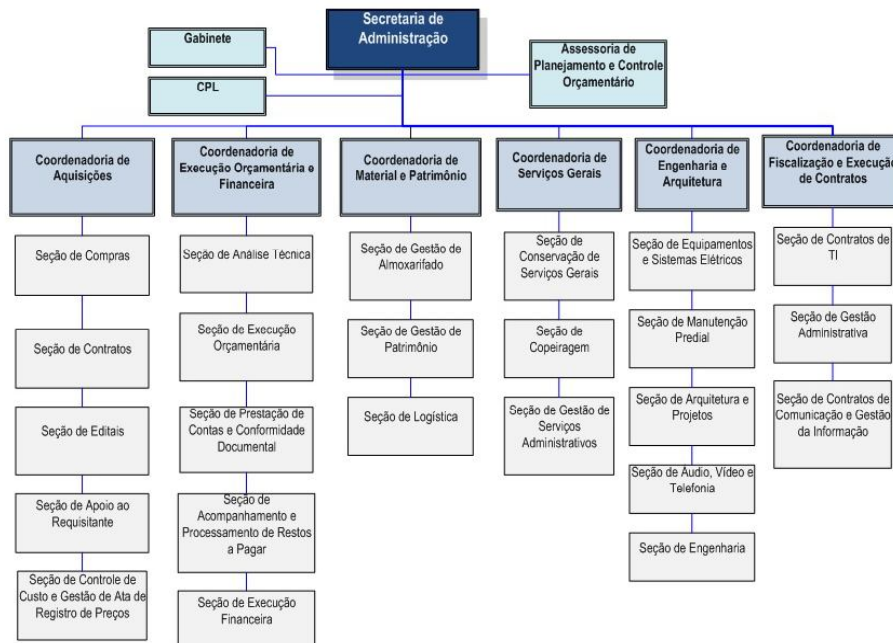 Secretaria de
Administração
Gabinete
CPL
Assessoria de
Planejamento e Controle
Orçamentário
Coordenadoria de
Aquisições
Seção de Compras
Seção de Contratos
Seção de Editais
Seção de Apoio ao
Requisitante
Seção de Controle de
Custo e Gestão de Ata de
Registro de Preços
Coordenadoria de
Execução Orçamentária e
Financeira
Seção de Análise Técnica
Seção de Execução
Orçamentária
Seção de Prestação de
Contas e Conformidade
Documental
Seção de
Acompanhamento e
Processamento de Restos
a Pagar
Seção de Execução
Financeira
Coordenadoria de
Material e Patrimônio
Seção de Gestão de
Almoxarifado
Seção de Gestão de
Patrimônio
Seção de Logística
Coordenadoria de
Serviços Gerais
Seção de
Conservação de
Serviços Gerais
Seção de
Copeiragem
Seção de Gestão de
Serviços
Administrativos
Coordenadoria de
Engenharia e
Arquitetura
Seção de Equipamentos
e Sistemas Elétricos
Seção de Manutenção
Predial
Seção de Arquitetura e
Projetos
Seção de Áudio, Vídeo e
Telefonia
Seção de Engenharia
Coordenadoria de
Fiscalização e Execução
de Contratos
Seção de Contratos de
TI
Seção de Gestão
Administrativa
Seção de Contratos de
Comunicação e Gestão
da Informação